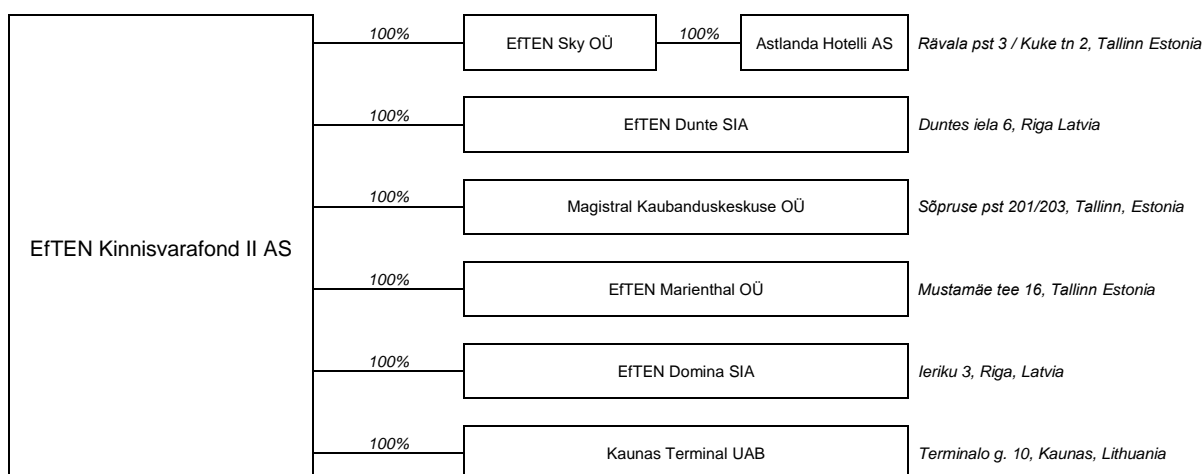 100%
EfTEN Sky OÜ
100%
Astlanda Hotelli AS
Rävala pst 3 / Kuke tn 2, Tallinn Estonia
100%
EfTEN Dunte SIA
Duntes iela 6, Riga Latvia
100%
Magistral Kaubanduskeskuse OÜ
Sõpruse pst 201/203, Tallinn, Estonia
EfTEN Kinnisvarafond II AS
100%
EfTEN Marienthal OÜ
Mustamäe tee 16, Tallinn Estonia
100%
EfTEN Domina SIA
Ieriku 3, Riga, Latvia
100%
Kaunas Terminal UAB
Terminalo g. 10, Kaunas, Lithuania